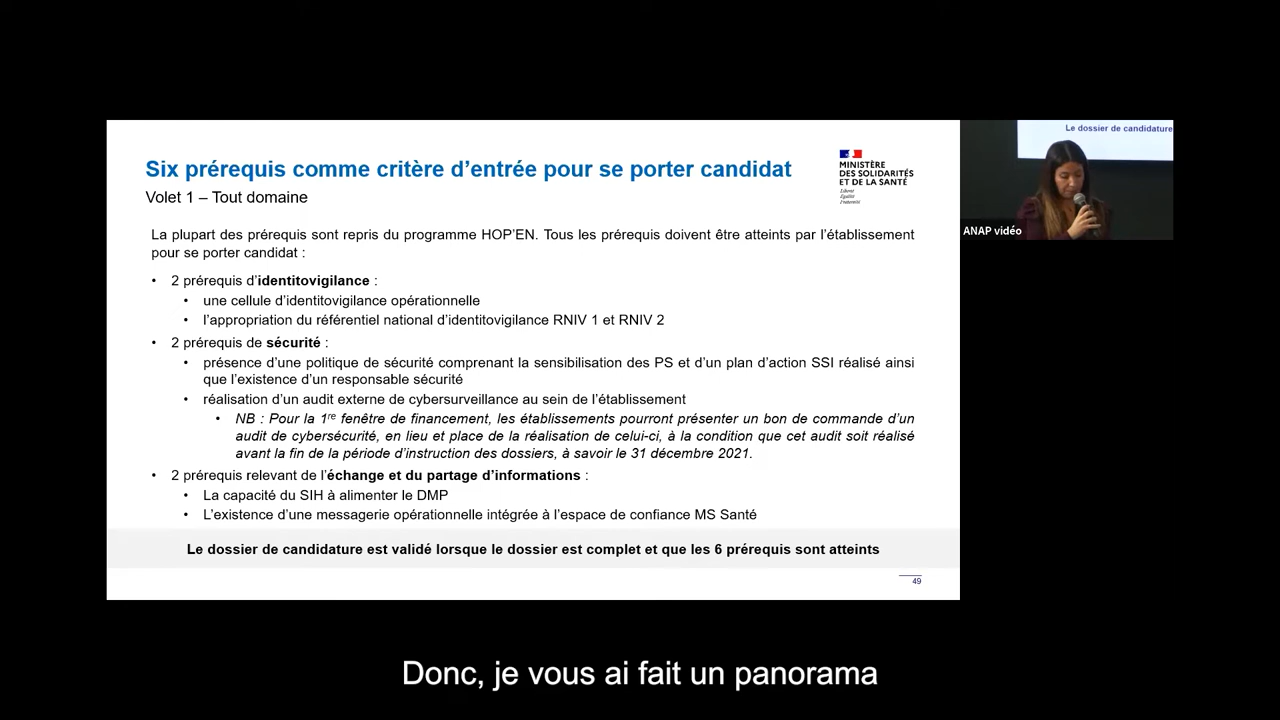 Six prérequis comme critère d’entrée pour se porter candidat
Volet 1 – Tout domaine
MINISTÈRE
DES SOLIDARITÉS
ET DE LA SANTÉ
Liberté
Égalité
Fraternité
La plupart des prérequis sont repris du programme HOP’EN. Tous les prérequis doivent être atteints par l’établissement
pour se porter candidat :
• 2 prérequis d’identitovigilance :
• une cellule d’identitovigilance opérationnelle
• l’appropriation du référentiel national d’identitovigilance RNIV 1 et RNIV 2
• 2 prérequis de sécurité :
• présence d’une politique de sécurité comprenant la sensibilisation des PS et d’un plan d’action SSI réalisé ainsi
que l’existence d’un responsable sécurité
• réalisation d’un audit externe de cybersurveillance au sein de l’établissement
• NB : Pour la 1re fenêtre de financement, les établissements pourront présenter un bon de commande d’un
audit de cybersécurité, en lieu et place de la réalisation de celui-ci, à la condition que cet audit soit réalisé
avant la fin de la période d’instruction des dossiers, à savoir le 31 décembre 2021.
• 2 prérequis relevant de l’échange et du partage d’informations :
• La capacité du SIH à alimenter le DMP
• L’existence d’une messagerie opérationnelle intégrée à l’espace de confiance MS Santé
Le dossier de candidature est validé lorsque le dossier est complet et que les 6 prérequis sont atteints
49
Le dossier de candidature
ANAP vidéo
Donc, je vous ai fait un panorama